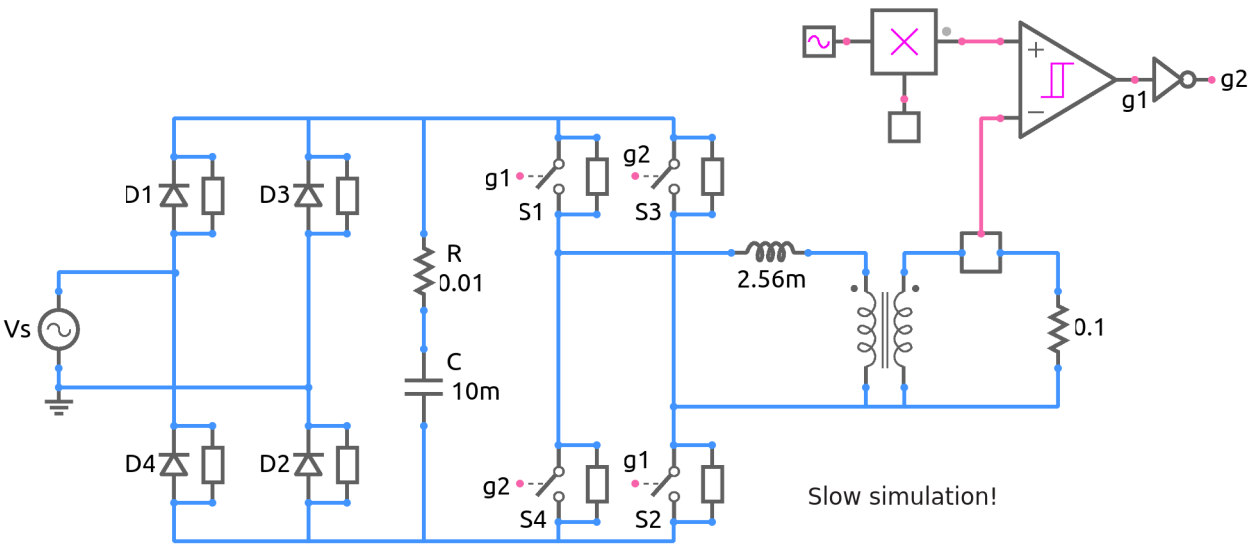 g1
g2
D1
D3
g1
g2
S1
S3
R
0.01
2.56m
Vs
0.1
C
10m
D4
D2
g2
g1
S4
S2
Slow simulation!